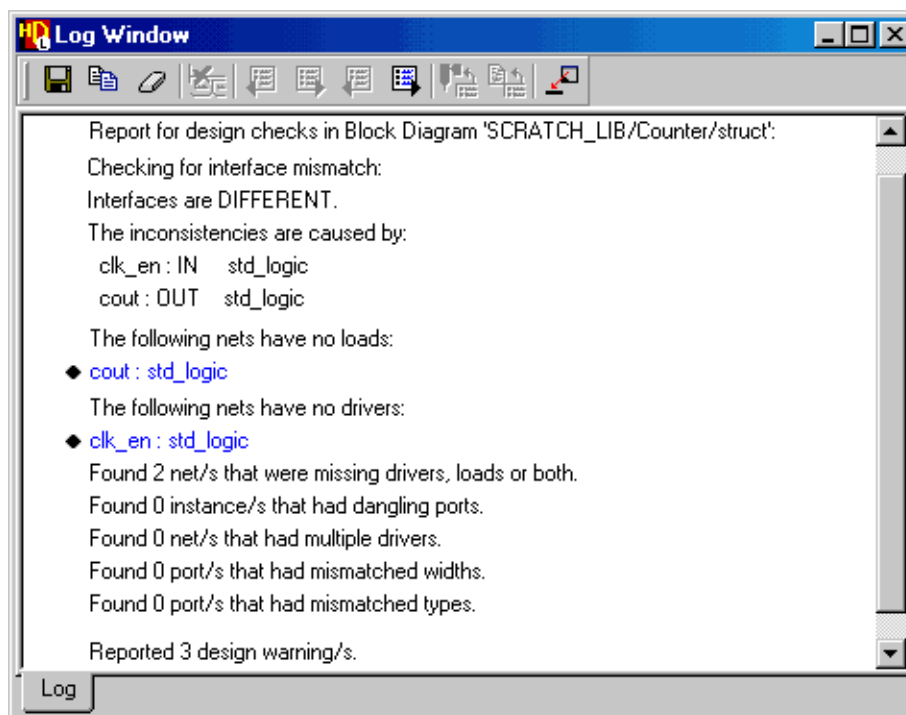 HDL Log Window
Report for design checks in Block Diagram 'SCRATCH_LIB/Counter/struct':
Checking for interface mismatch:
Interfaces are DIFFERENT.
The inconsistencies are caused by:
clk_en : IN std_logic
cout : OUT std_logic
The following nets have no loads:
cout : std_logic
The following nets have no drivers:
clk_en : std_logic
Found 2 net/s that were missing drivers, loads or both.
Found 0 instance/s that had dangling ports.
Found 0 net/s that had multiple drivers.
Found 0 port/s that had mismatched widths.
Found 0 port/s that had mismatched types.
Reported 3 design warning/s.
Log